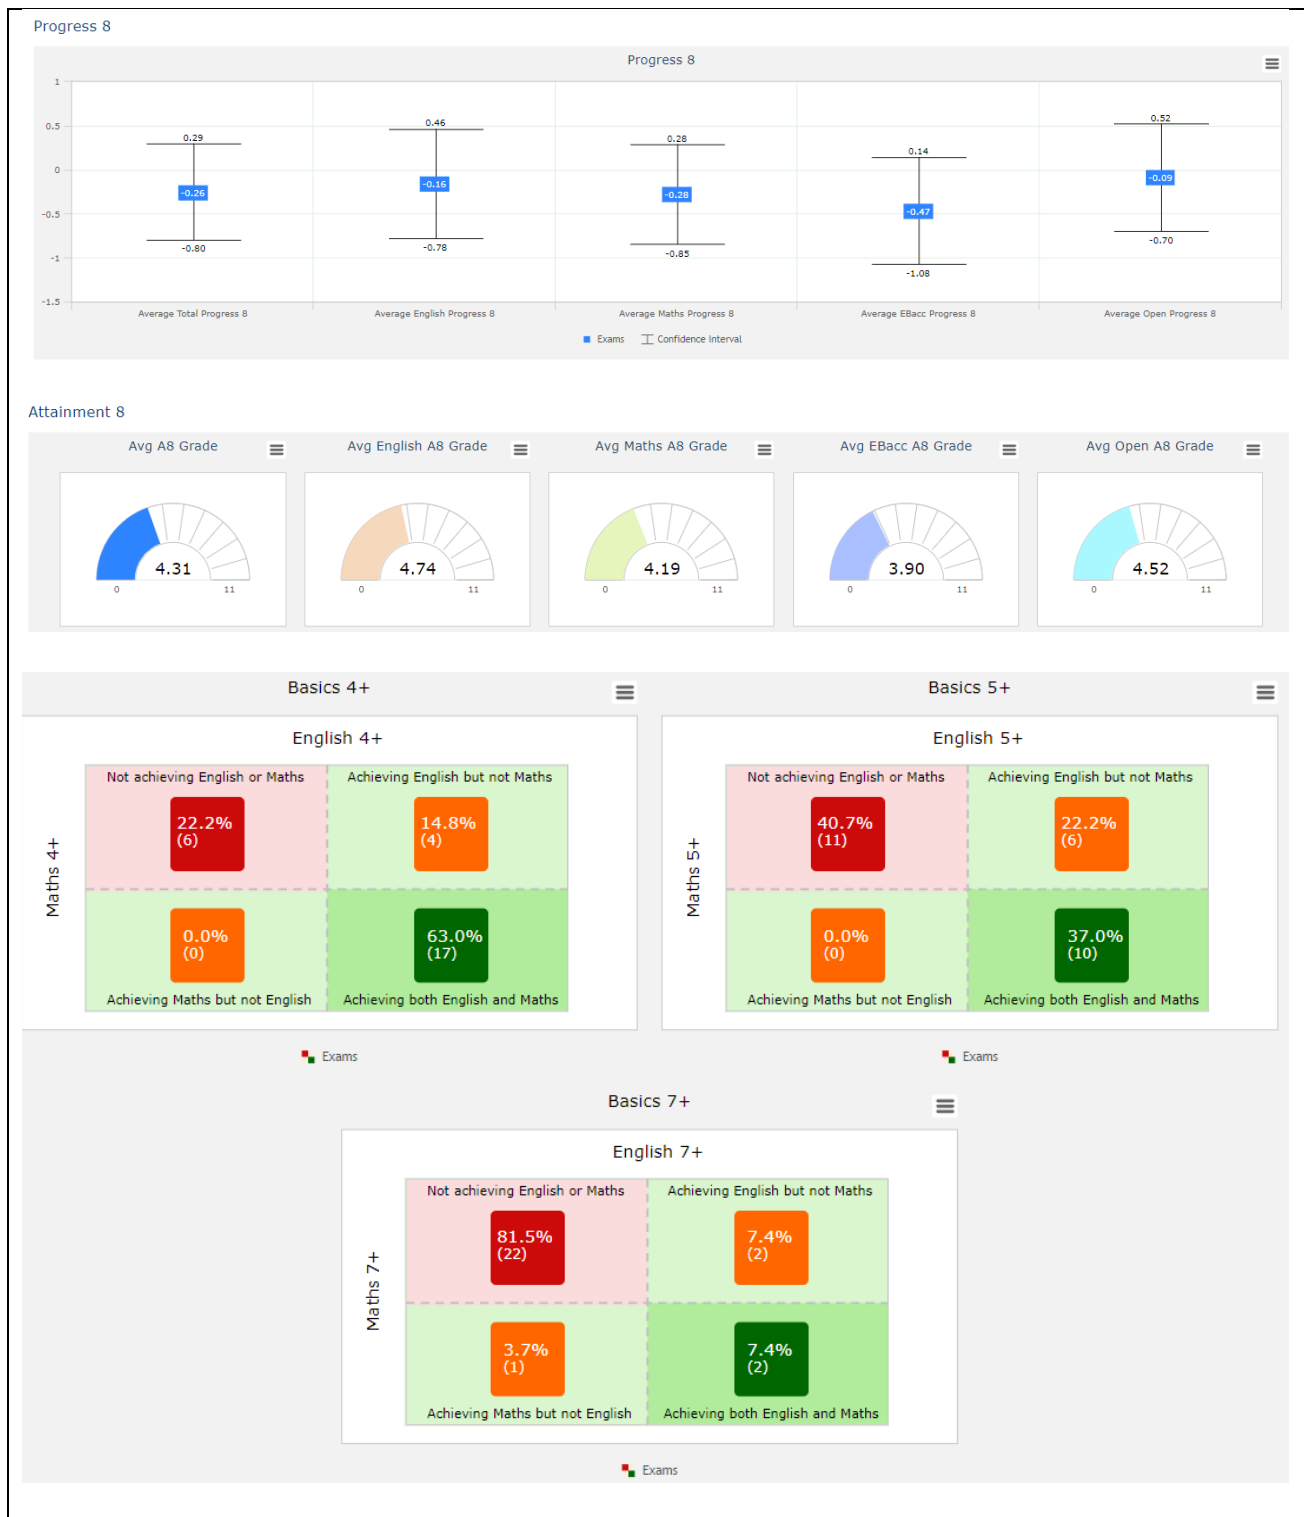 Progress 8
Progress 8
1
0.5
0
-0.5
-1
-1.5
0.29
-0.26
-0.80
0.46
-0.16
-0.78
0.28
-0.28
-0.85
0.14
-0.47
-1.08
0.52
-0.09
-0.70
Average Total Progress 8
Average English Progress 8
Average Maths Progress 8
Average EBacc Progress 8
Average Open Progress 8
Exams
Confidence Interval
Attainment 8
Avg A8 Grade
4.31
0
11
Avg English A8 Grade
4.74
0
11
Avg Maths A8 Grade
4.19
0
11
Avg EBacc A8 Grade
3.90
0
11
Avg Open A8 Grade
4.52
0
11
Basics 4+
English 4+
Maths 4+
Not achieving English or Maths
22.2%
(6)
Achieving English but not Maths
14.8%
(4)
0.0%
(0)
Achieving Maths but not English
63.0%
(17)
Achieving both English and Maths
Exams
Basics 5+
English 5+
Maths 5+
Not achieving English or Maths
40.7%
(11)
Achieving English but not Maths
22.2%
(6)
0.0%
(0)
Achieving Maths but not English
37.0%
(10)
Achieving both English and Maths
Exams
Basics 7+
English 7+
Maths 7+
Not achieving English or Maths
81.5%
(22)
Achieving English but not Maths
7.4%
(2)
3.7%
(1)
Achieving Maths but not English
7.4%
(2)
Achieving both English and Maths
Exams